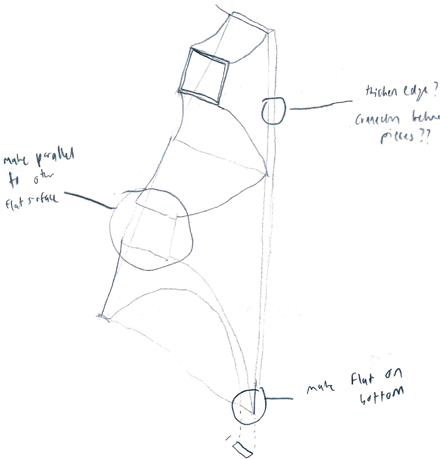 thicken edge?
Connection between
pieces??
make parallel
to other
flat surface
make flat on
bottom